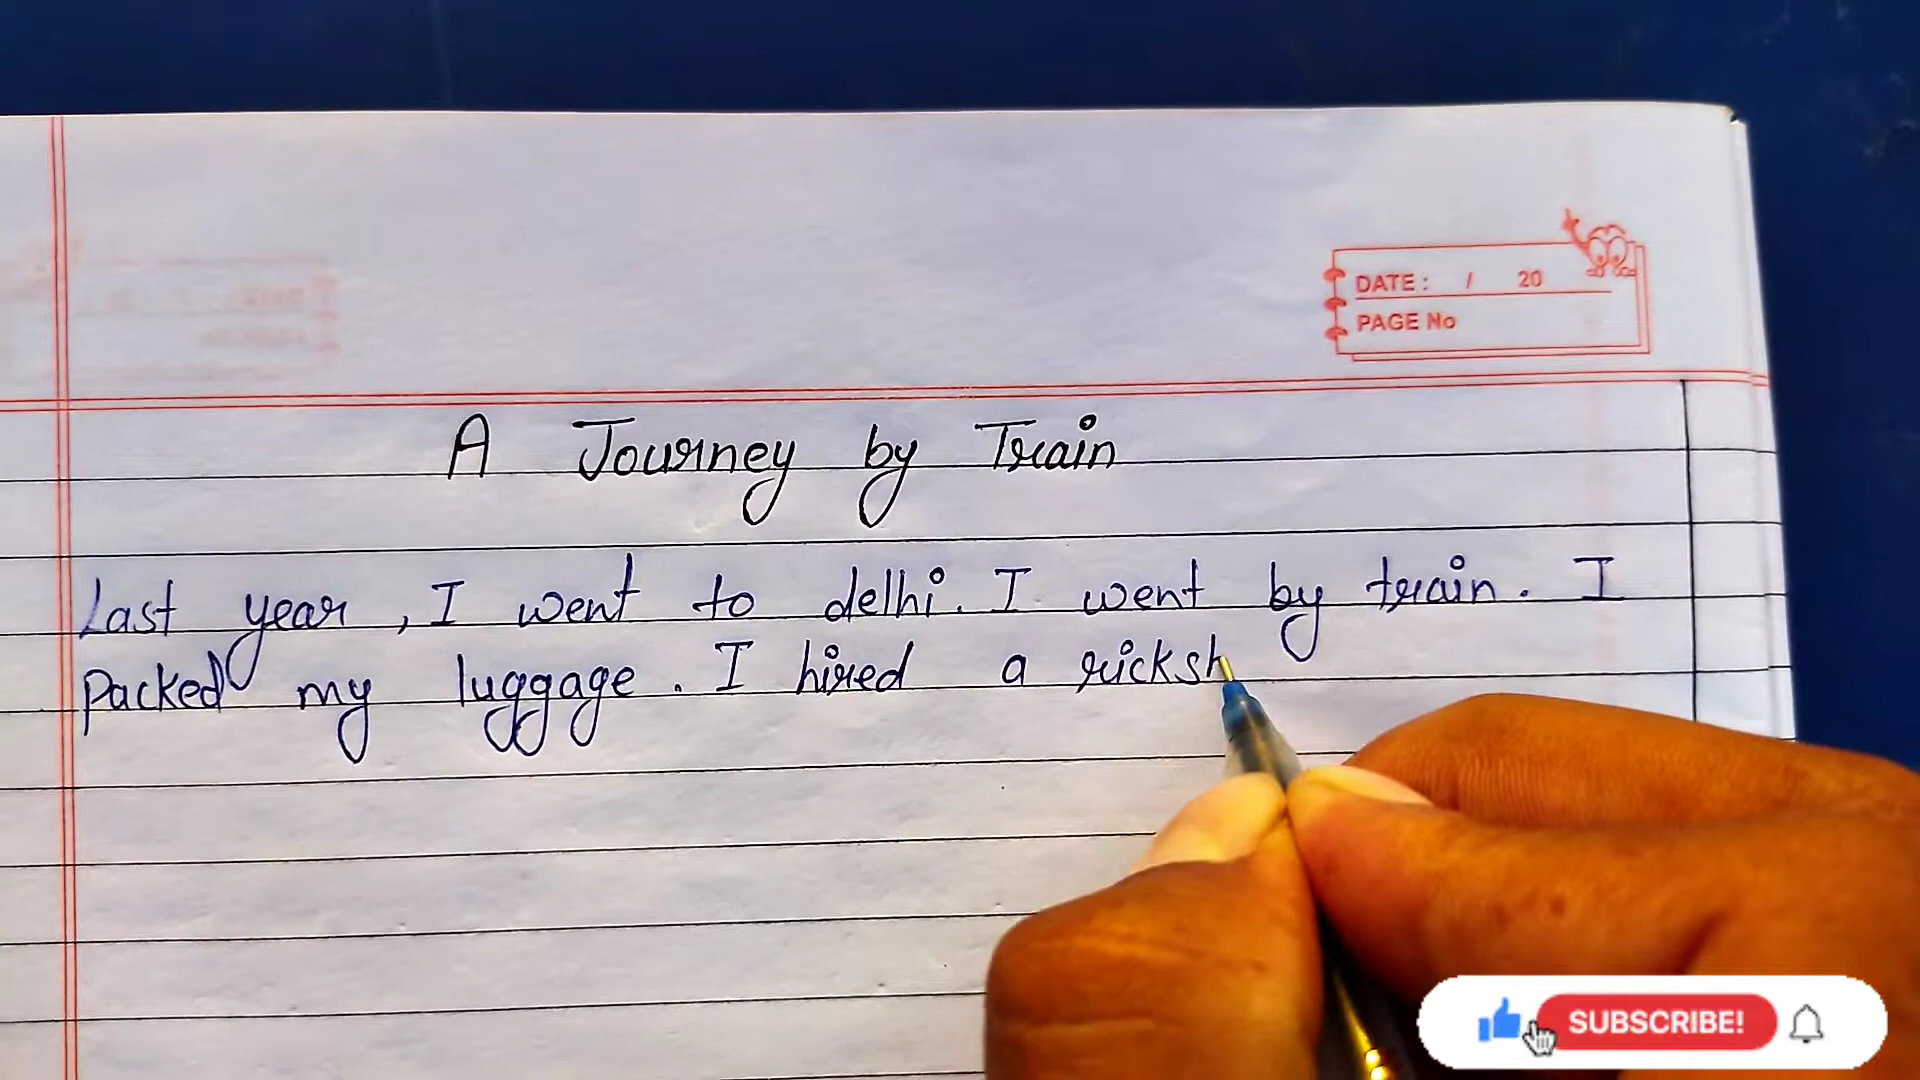 DATE : / 20
PAGE No
A Journey by Train
Last year, I went to delhi. I went by train. I
Packed my luggage. I hired a ricksh
SUBSCRIBE!